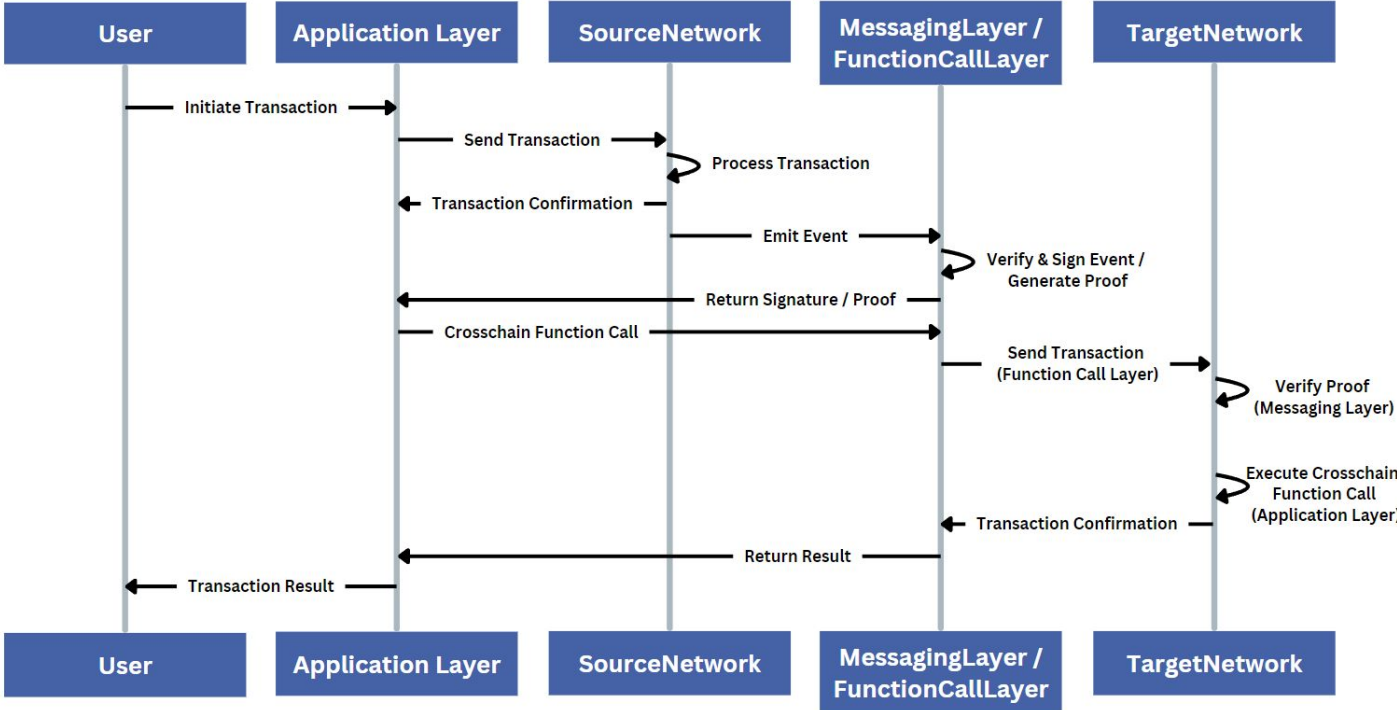 User
Application Layer
SourceNetwork
MessagingLayer /
FunctionCallLayer
TargetNetwork
Initiate Transaction
Send Transaction
Process Transaction
Transaction Confirmation
Emit Event
Verify & Sign Event /
Generate Proof
Return Signature / Proof
Crosschain Function Call
Send Transaction
(Function Call Layer)
Verify Proof
(Messaging Layer)
Execute Crosschain
Function Call
(Application Layer)
Transaction Confirmation
Return Result
Transaction Result
User
Application Layer
SourceNetwork
MessagingLayer /
FunctionCallLayer
TargetNetwork